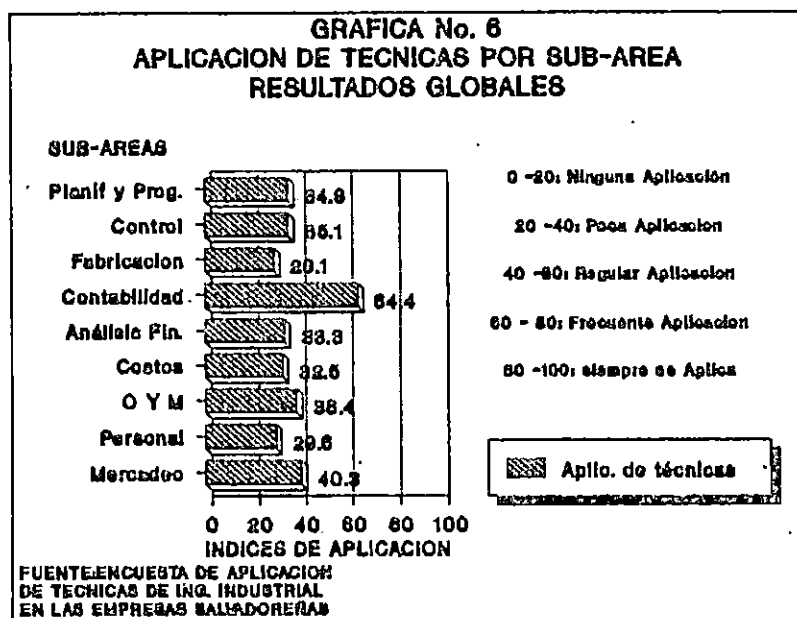 GRAFICA No. 6
APLICACION DE TECNICAS POR SUB-AREA
RESULTADOS GLOBALES
SUB-AREAS
Planif y Prog. 34.9
Control 35.1
Fabricacion 29.1
Contabilidad 64.4
Análisis Fin. 33.3
Costos 32.5
O Y M 38.4
Personal 29.6
Mercadeo 40.3
0 20 40 60 80 100
INDICES DE APLICACION
0 -20: Ninguna Aplicación
20 -40: Poca Aplicacion
40 -60: Regular Aplicacion
60 - 80: Frecuente Aplicacion
80 -100: siempre se Aplica
Aplic. de técnicas
FUENTE:ENCUESTA DE APLICACION
DE TECNICAS DE ING. INDUSTRIAL
EN LAS EMPRESAS SALVADOREÑAS